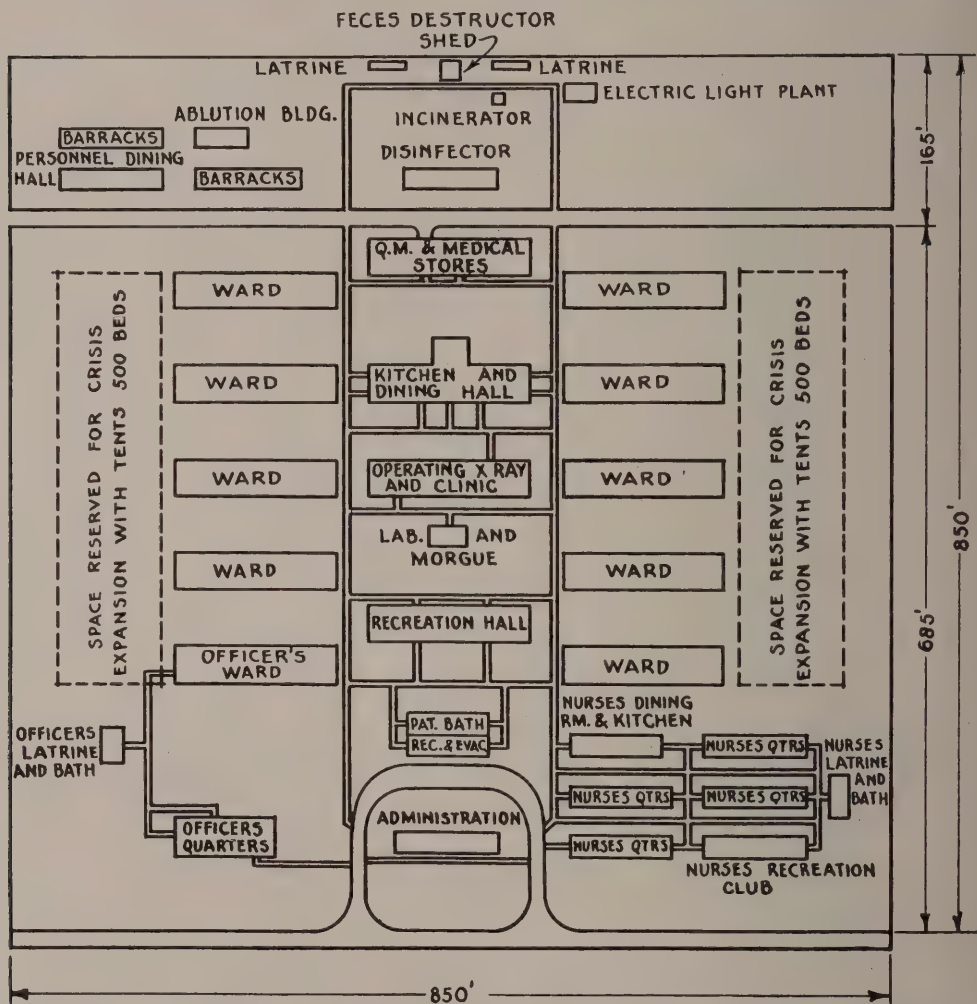 FECES DESTRUCTOR
SHED
LATRINE
LATRINE
ELECTRIC LIGHT PLANT
INCINERATOR
ABLUTION BLDG.
BARRACKS
PERSONNEL DINING
HALL
BARRACKS
DISINFECTOR
165'
Q.M. & MEDICAL
STORES
WARD
WARD
WARD
WARD
OFFICER'S
WARD
SPACE RESERVED FOR CRISIS
EXPANSION WITH TENTS 500 BEDS
KITCHEN AND
DINING HALL
OPERATING X RAY
AND CLINIC
LAB. AND
MORGUE
RECREATION HALL
PAT. BATH
REC. & EVAC.
WARD
WARD
WARD
WARD
WARD
SPACE RESERVED FOR CRISIS
EXPANSION WITH TENTS 500 BEDS
685'
850'
OFFICERS
LATRINE
AND BATH
OFFICERS
QUARTERS
ADMINISTRATION
NURSES DINING
RM. & KITCHEN
NURSES QTRS
NURSES QTRS
NURSES QTRS
NURSES QTRS
NURSES
LATRINE
AND
BATH
NURSES RECREATION
CLUB
850'